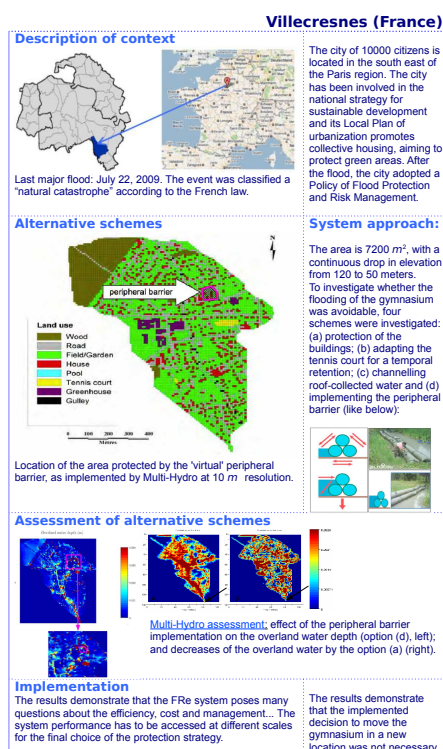 Villecresnes (France)
Description of context
Last major flood: July 22, 2009. The event was classified a
“natural catastrophe” according to the French law.
The city of 10000 citizens is
located in the south east of
the Paris region. The city
has been involved in the
national strategy for
sustainable development
and its Local Plan of
urbanization promotes
collective housing, aiming to
protect green areas. After
the flood, the city adopted a
Policy of Flood Protection
and Risk Management.
Alternative schemes
N
peripheral barrier
Land use
Wood
Road
Field/Garden
House
Pool
Tennis court
Greenhouse
Gulley
0 100 200 300 400
Metres
Location of the area protected by the 'virtual' peripheral
barrier, as implemented by Multi-Hydro at 10 m resolution.
System approach:
The area is 7200 m², with a
continuous drop in elevation
from 120 to 50 meters.
To investigate whether the
flooding of the gymnasium
was avoidable, four
schemes were investigated:
(a) protection of the
buildings; (b) adapting the
tennis court for a temporal
retention; (c) channelling
roof-collected water and (d)
implementing the peripheral
barrier (like below):
Assessment of alternative schemes
Overland water depth (m)
Multi-Hydro assessment: effect of the peripheral barrier
implementation on the overland water depth (option (d), left);
and decreases of the overland water by the option (a) (right).
Implementation
The results demonstrate that the FRe system poses many
questions about the efficiency, cost and management... The
system performance has to be accessed at different scales
for the final choice of the protection strategy.
The results demonstrate
that the implemented
decision to move the
gymnasium in a new
location was not necessary